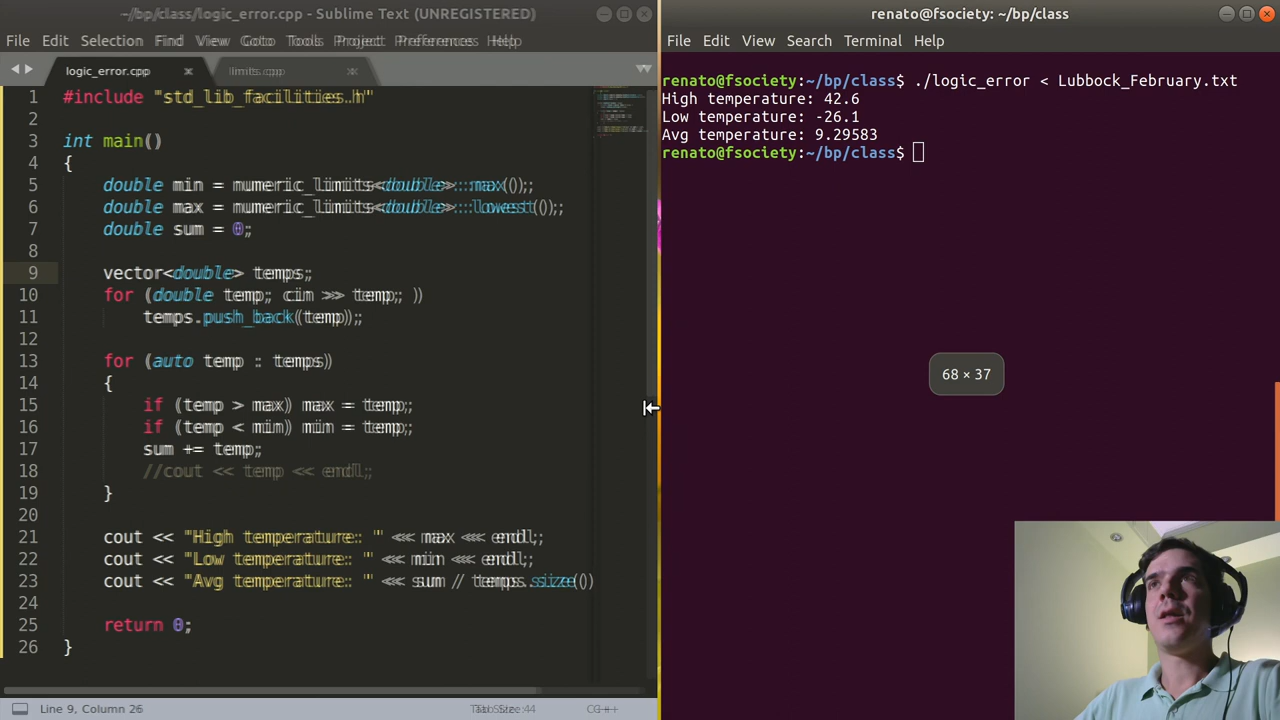 ~/bp/class/logic_error.cpp - Sublime Text (UNREGISTERED)
File Edit Selection Find View Goto Tools Project Preferences Help
logic_error.cpp
limits.cpp
1 #include "std_lib_facilities.h"
2
3 int main()
4 {
5 double min = numeric_limits<double>::max();
6 double max = numeric_limits<double>::lowest();
7 double sum = 0;
8
9 vector<double> temps;
10 for (double temp; cin >> temp; )
11 temps.push_back(temp);
12
13 for (auto temp : temps)
14 {
15 if (temp > max) max = temp;
16 if (temp < min) min = temp;
17 sum += temp;
18 //cout << temp << endl;
19 }
20
21 cout << "High temperature: " << max << endl;
22 cout << "Low temperature: " << min << endl;
23 cout << "Avg temperature: " << sum / temps.size()
24
25 return 0;
26 }
Line 9, Column 26
Tab Size: 4
C++
renato@fsociety: ~/bp/class
File Edit View Search Terminal Help
renato@fsociety:~/bp/class$ ./logic_error < Lubbock_February.txt
High temperature: 42.6
Low temperature: -26.1
Avg temperature: 9.29583
renato@fsociety:~/bp/class$
68 × 37